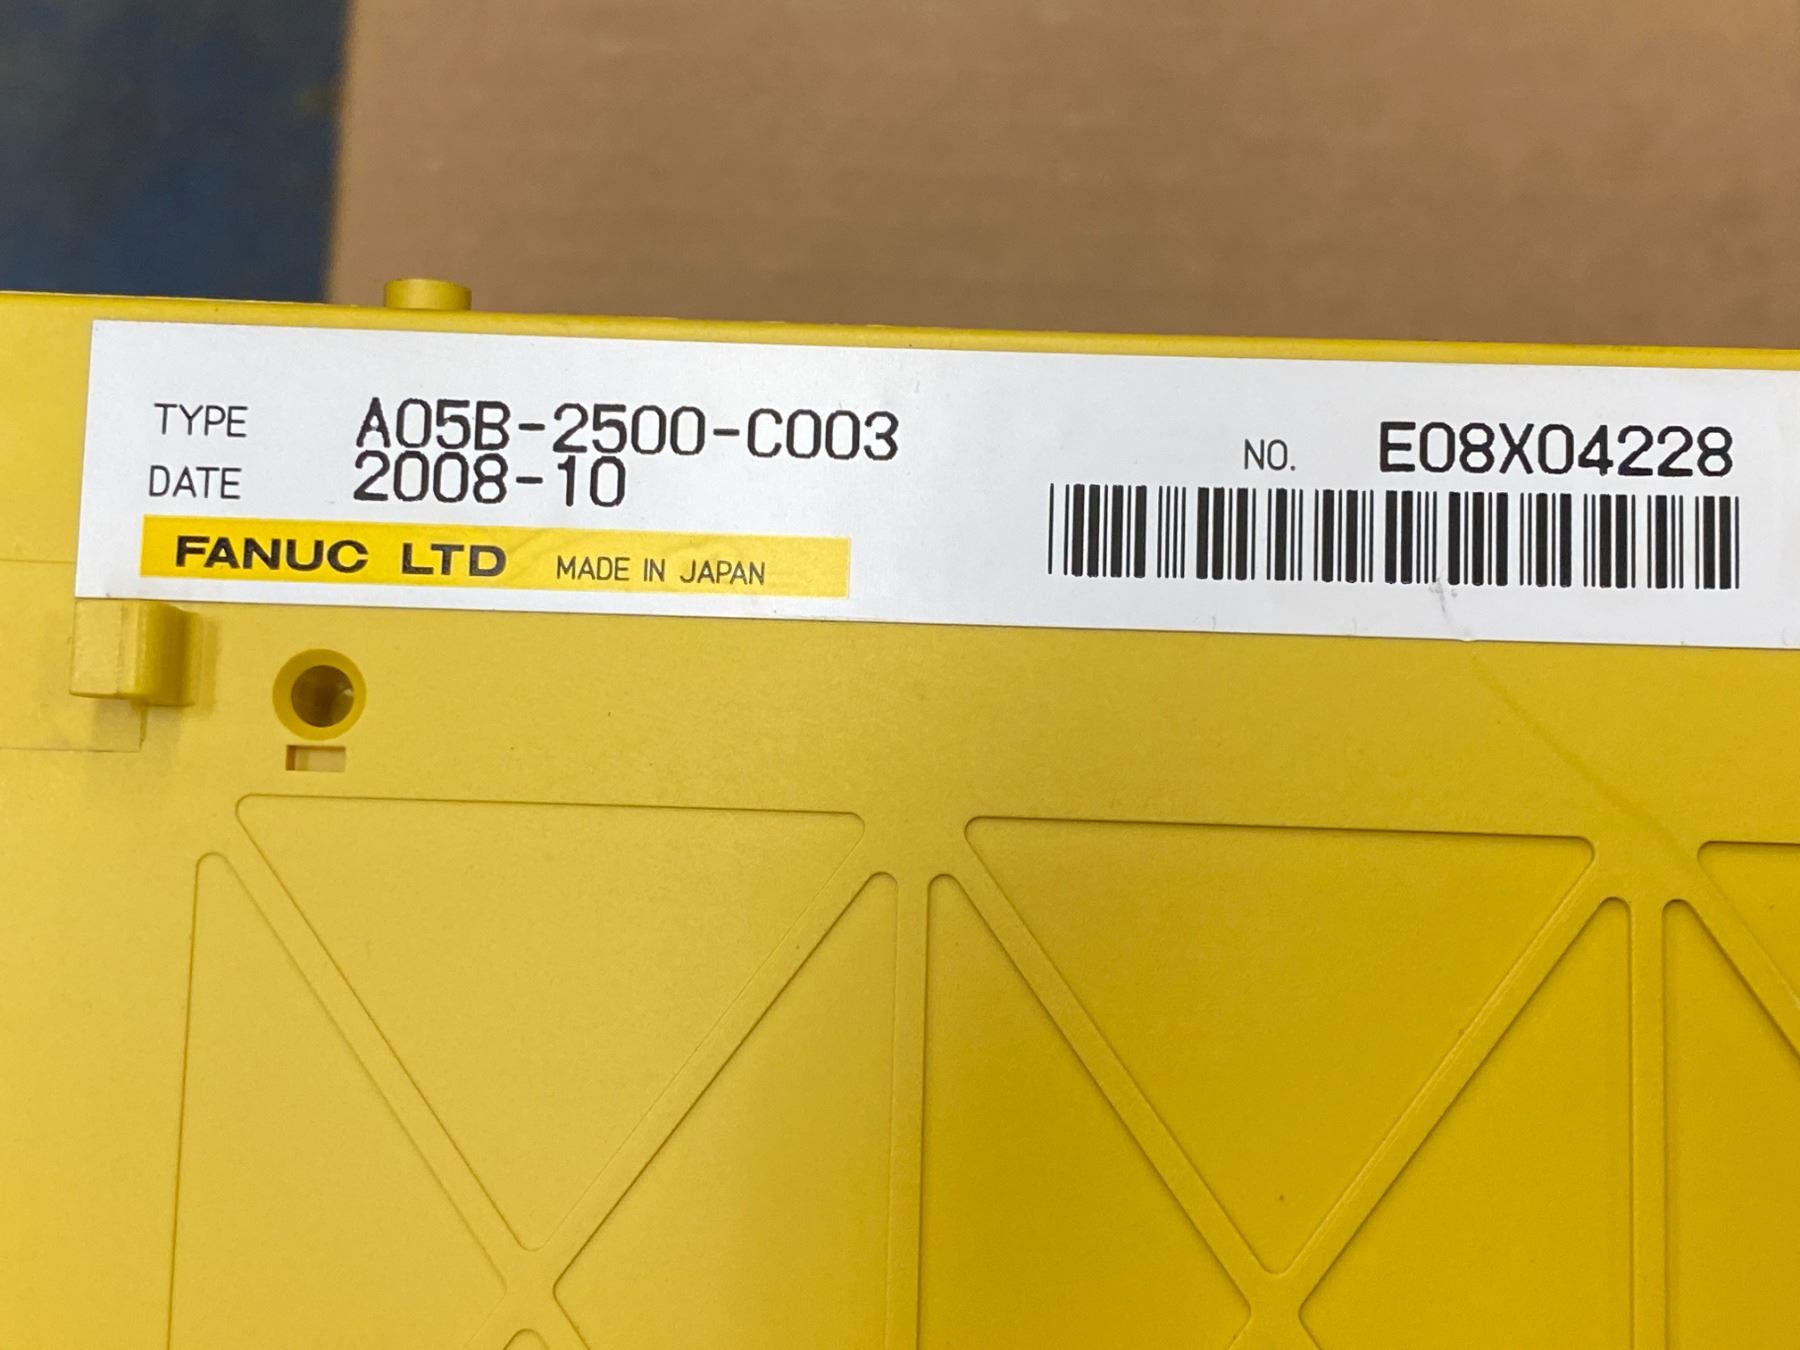 TYPE A05B-2500-C003
DATE 2008-10
FANUC LTD MADE IN JAPAN
NO. E08X04228